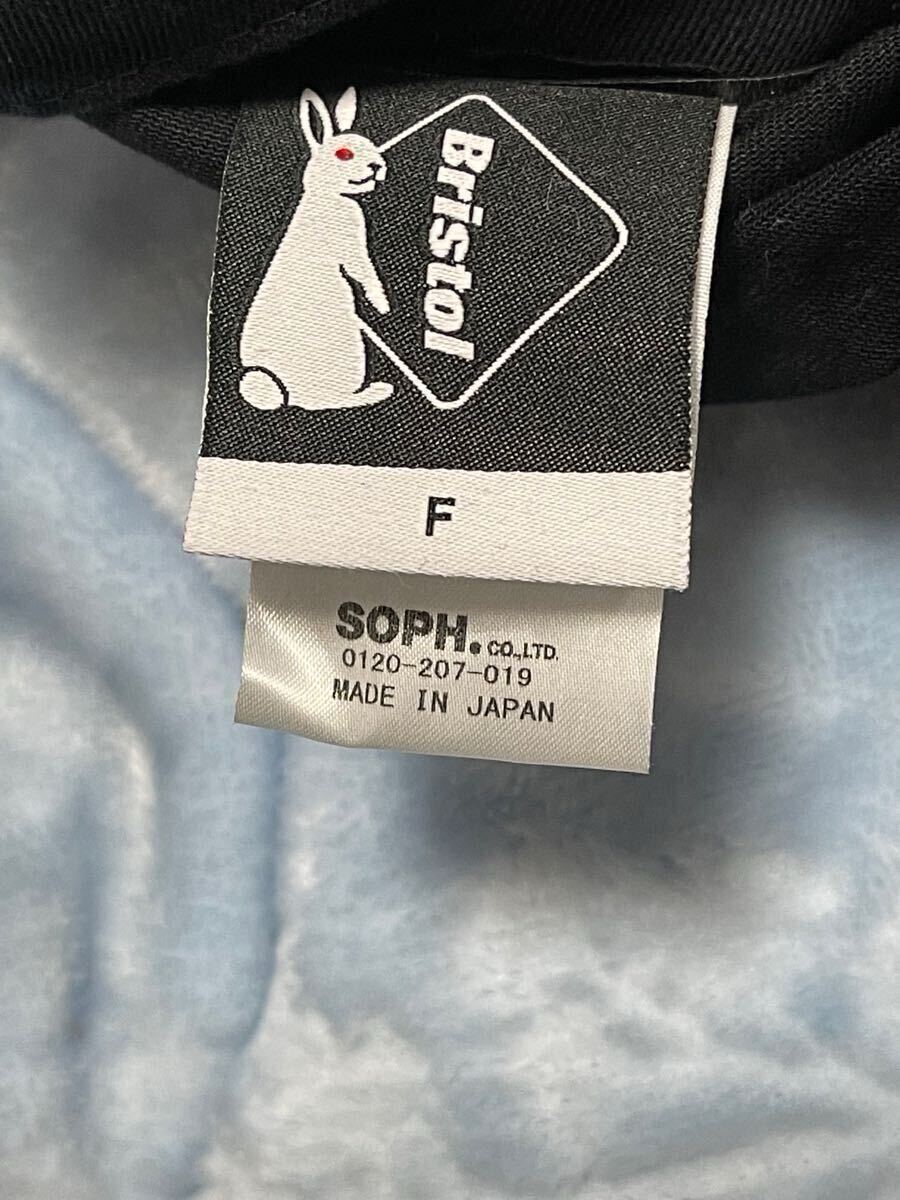 Bristol
F
SOPH. CO.,LTD.
0120-207-019
MADE IN JAPAN